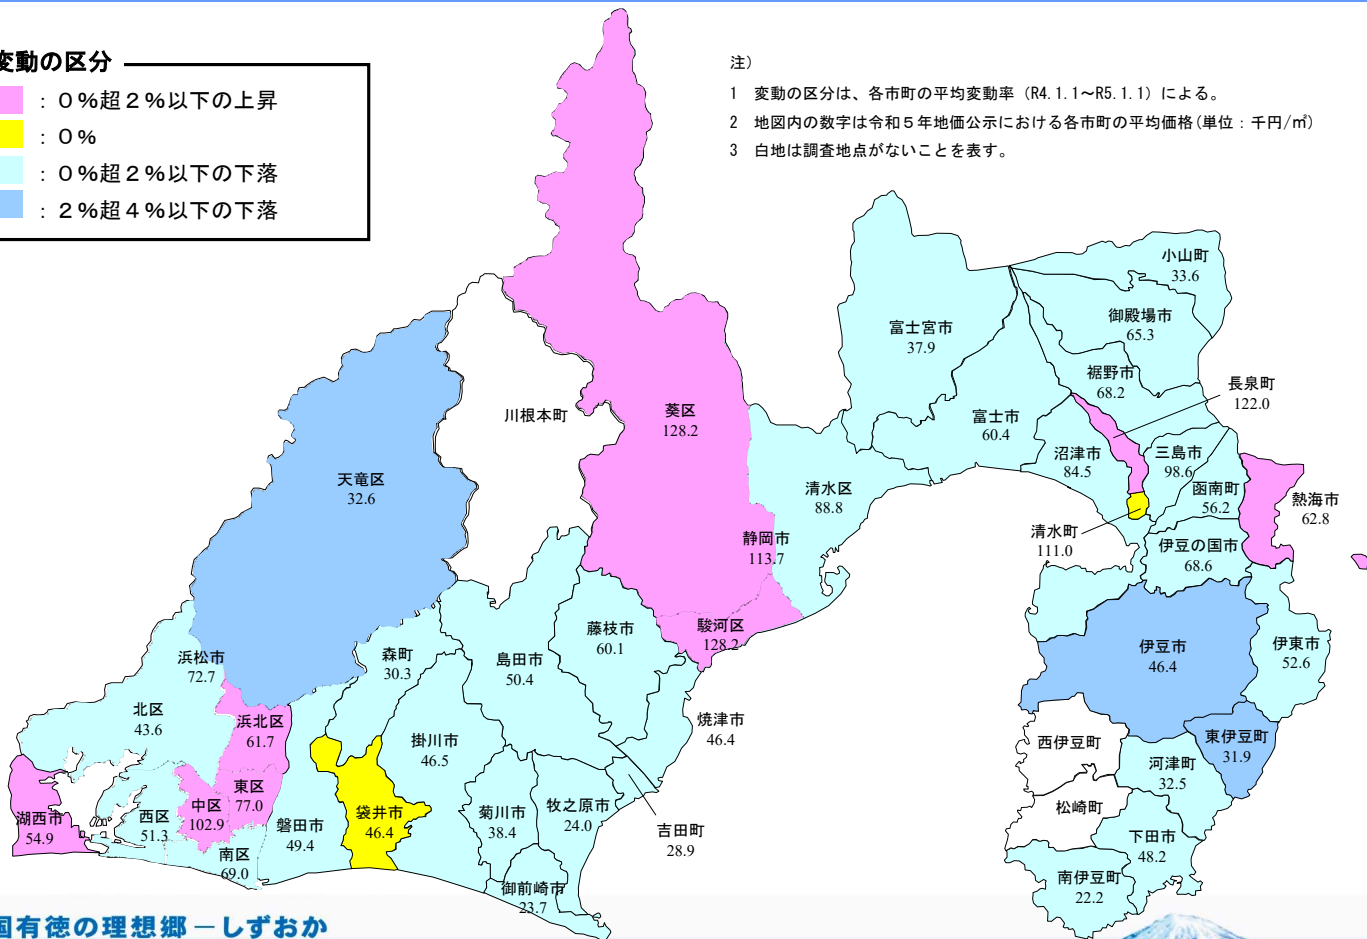 変動の区分
：０％超２％以下の上昇
：０％
：０％超２％以下の下落
：２％超４％以下の下落
注）
1 変動の区分は、各市町の平均変動率（R4.1.1～R5.1.1）による。
2 地図内の数字は令和５年地価公示における各市町の平均価格(単位：千円/㎡)
3 白地は調査地点がないことを表す。
小山町
33.6
御殿場市
65.3
富士宮市
37.9
裾野市
68.2
長泉町
122.0
川根本町
葵区
128.2
富士市
60.4
沼津市
84.5
三島市
98.6
函南町
56.2
熱海市
62.8
天竜区
32.6
清水区
88.8
静岡市
113.7
清水町
111.0
伊豆の国市
68.6
駿河区
128.2
藤枝市
60.1
島田市
50.4
森町
30.3
浜松市
72.7
伊豆市
46.4
伊東市
52.6
北区
43.6
浜北区
61.7
掛川市
46.5
焼津市
46.4
西伊豆町
東伊豆町
31.9
河津町
32.5
松崎町
湖西市
54.9
西区
51.3
中区
102.9
東区
77.0
南区
69.0
磐田市
49.4
袋井市
46.4
菊川市
38.4
牧之原市
24.0
吉田町
28.9
下田市
48.2
御前崎市
23.7
南伊豆町
22.2
国有徳の理想郷－しずおか